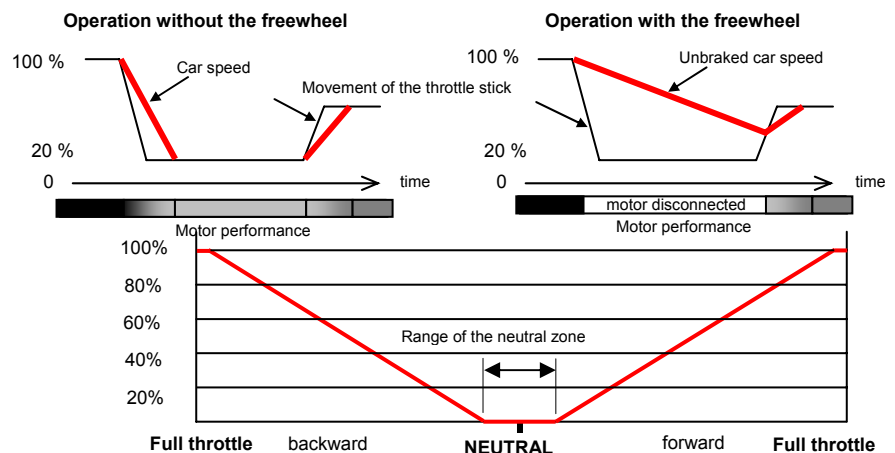 Operation without the freewheel
100 %
Car speed
Movement of the throttle stick
20 %
0
time
Motor performance
Operation with the freewheel
100 %
Unbraked car speed
20 %
0
time
motor disconnected
Motor performance
100%
80%
60%
Range of the neutral zone
40%
20%
Full throttle backward NEUTRAL forward Full throttle